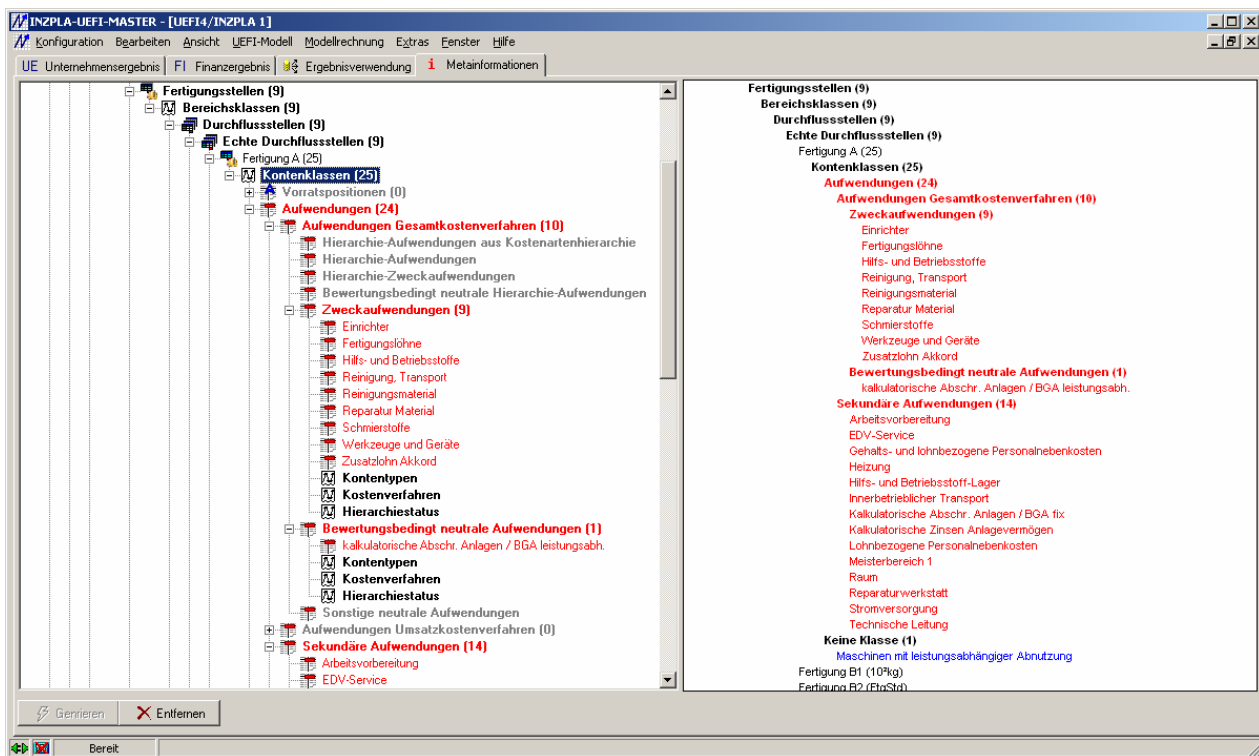 INZPLA-UEFI-MASTER - [UEFI4/INZPLA 1]
Konfiguration Bearbeiten Ansicht UEFI-Modell Modellrechnung Extras Fenster Hilfe
UE Unternehmensergebnis FI Finanzergebnis Ergebnisverwendung i Metainformationen
Fertigungsstellen (9)
Bereichsklassen (9)
Durchflussstellen (9)
Echte Durchflussstellen (9)
Fertigung A (25)
Kontenklassen (25)
Vorratspositionen (0)
Aufwendungen (24)
Aufwendungen Gesamtkostenverfahren (10)
Hierarchie-Aufwendungen aus Kostenartenhierarchie
Hierarchie-Aufwendungen
Hierarchie-Zweckaufwendungen
Bewertungsbedingt neutrale Hierarchie-Aufwendungen
Zweckaufwendungen (9)
Einrichter
Fertigungslöhne
Hilfs- und Betriebsstoffe
Reinigung, Transport
Reinigungsmaterial
Reparatur Material
Schmierstoffe
Werkzeuge und Geräte
Zusatzlohn Akkord
Kontentypen
Kostenverfahren
Hierarchiestatus
Bewertungsbedingt neutrale Aufwendungen (1)
kalkulatorische Abschr. Anlagen / BGA leistungsabh.
Kontentypen
Kostenverfahren
Hierarchiestatus
Sonstige neutrale Aufwendungen
Aufwendungen Umsatzkostenverfahren (0)
Sekundäre Aufwendungen (14)
Arbeitsvorbereitung
EDV-Service
Fertigungsstellen (9)
Bereichsklassen (9)
Durchflussstellen (9)
Echte Durchflussstellen (9)
Fertigung A (25)
Kontenklassen (25)
Aufwendungen (24)
Aufwendungen Gesamtkostenverfahren (10)
Zweckaufwendungen (9)
Einrichter
Fertigungslöhne
Hilfs- und Betriebsstoffe
Reinigung, Transport
Reinigungsmaterial
Reparatur Material
Schmierstoffe
Werkzeuge und Geräte
Zusatzlohn Akkord
Bewertungsbedingt neutrale Aufwendungen (1)
kalkulatorische Abschr. Anlagen / BGA leistungsabh.
Sekundäre Aufwendungen (14)
Arbeitsvorbereitung
EDV-Service
Gehalts- und lohnbezogene Personalnebenkosten
Heizung
Hilfs- und Betriebsstoff-Lager
Innerbetrieblicher Transport
Kalkulatorische Abschr. Anlagen / BGA fix
Kalkulatorische Zinsen Anlagevermögen
Lohnbezogene Personalnebenkosten
Meisterbereich 1
Raum
Reparaturwerkstatt
Stromversorgung
Technische Leitung
Keine Klasse (1)
Maschinen mit leistungsabhängiger Abnutzung
Fertigung B1 (10²kg)
Fertigung B2 (FtgStd)
Genrieren Entfernen
Bereit